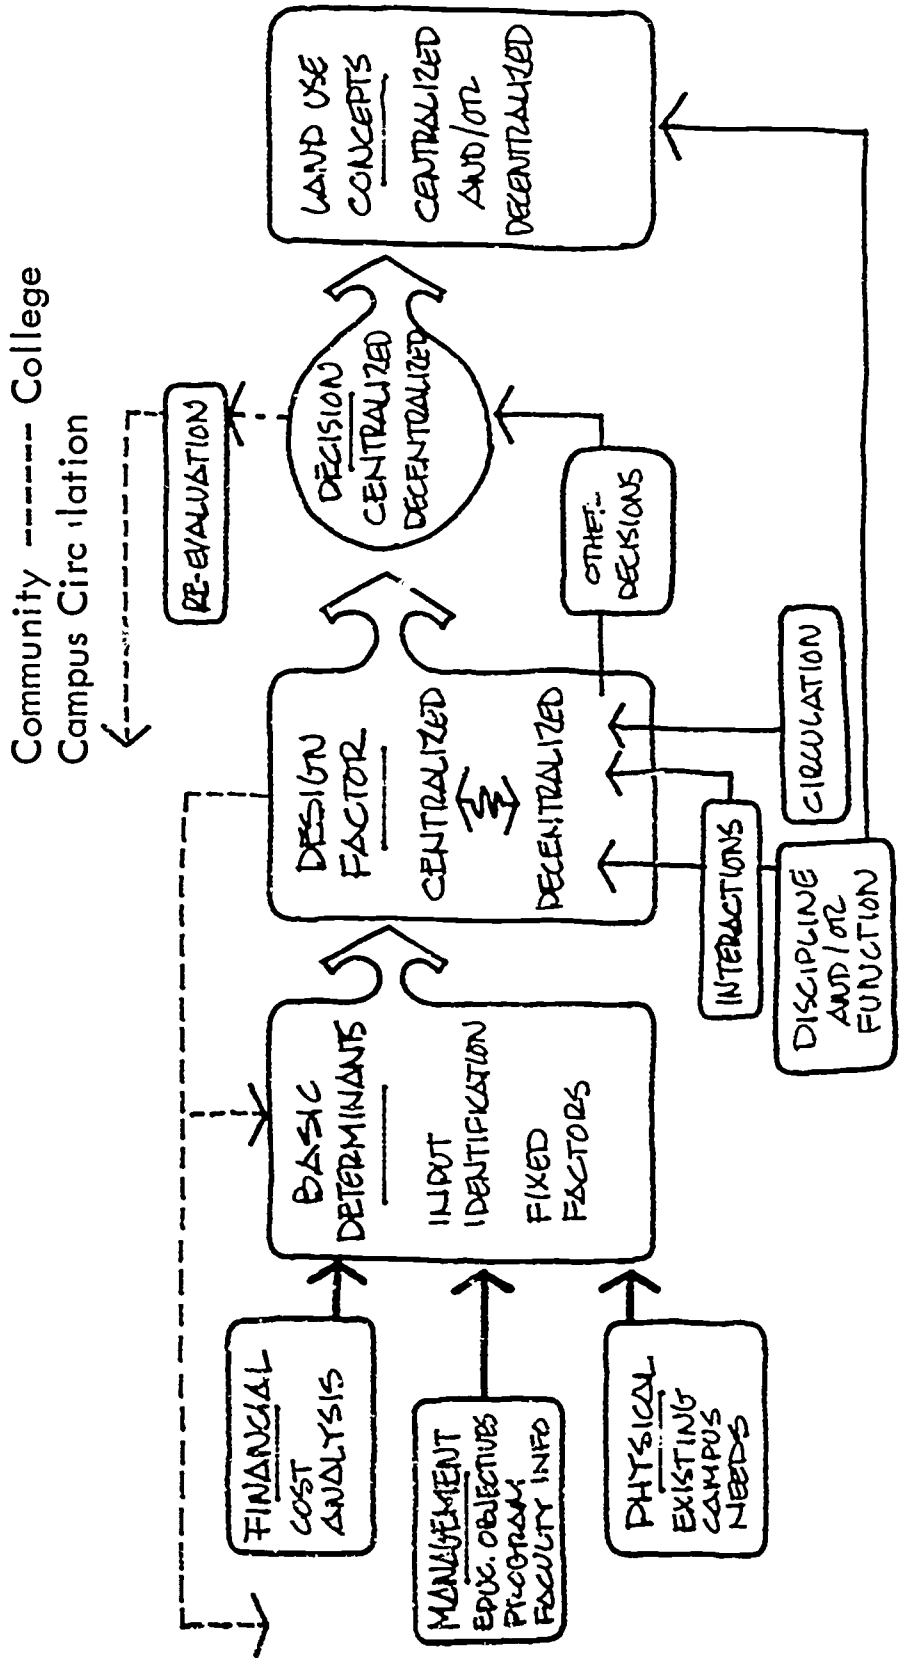 Community ------ College
Campus Circ lation
FINANCIAL
COST
ANALYSIS
MANAGEMENT
EDUC. OBJECTIVES
PROGRAM
FACULTY INFO
PHYSICAL
EXISTING
CAMPUS
NEEDS
BASIC
DETERMINANTS
INPUT
IDENTIFICATION
FIXED
FACTORS
DESIGN
FACTOR
CENTRALIZED
DECENTRALIZED
INTERACTIONS
DISCIPLINE
AND/OR
FUNCTION
CIRCULATION
OTHER
DECISIONS
RE-EVALUATION
DECISION
CENTRALIZED
DECENTRALIZED
LAND USE
CONCEPTS
CENTRALIZED
AND/OR
DECENTRALIZED